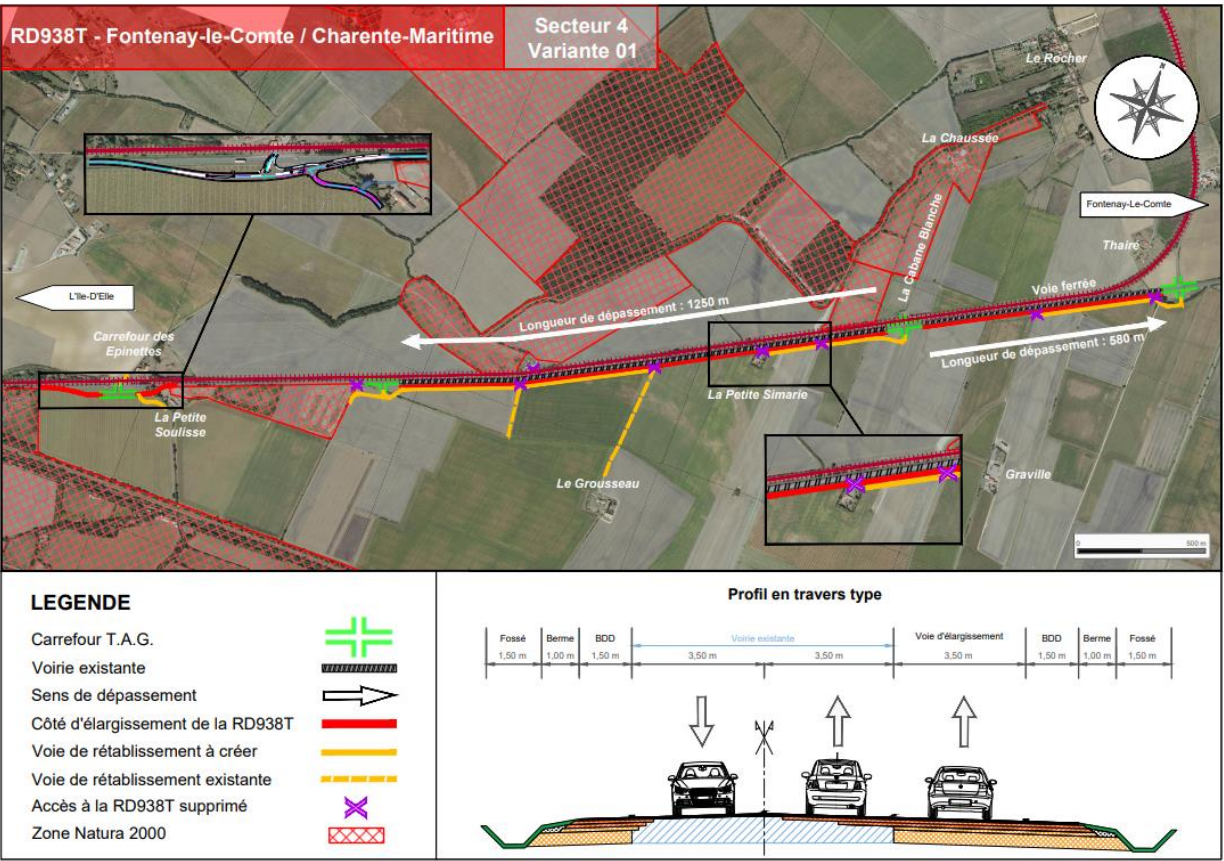 RD938T - Fontenay-le-Comte / Charente-Maritime
Secteur 4
Variante 01
Le Rocher
N
La Chaussée
La Cabane Blanche
Fontenay-Le-Comte
Thairé
Voie ferrée
L'Ile-D'Elle
Longueur de dépassement : 1250 m
Carrefour des
Epinettes
Longueur de dépassement : 580 m
La Petite Simarie
La Petite
Soulisse
Le Grousseau
Graville
0
500 m
LEGENDE
Carrefour T.A.G.
Voirie existante
Sens de dépassement
Côté d'élargissement de la RD938T
Voie de rétablissement à créer
Voie de rétablissement existante
Accès à la RD938T supprimé
Zone Natura 2000
Profil en travers type
Fossé Berme BDD Voirie existante Voie d'élargissement BDD Berme Fossé
1,50 m 1,00 m 1,50 m 3,50 m 3,50 m 3,50 m 1,50 m 1,00 m 1,50 m